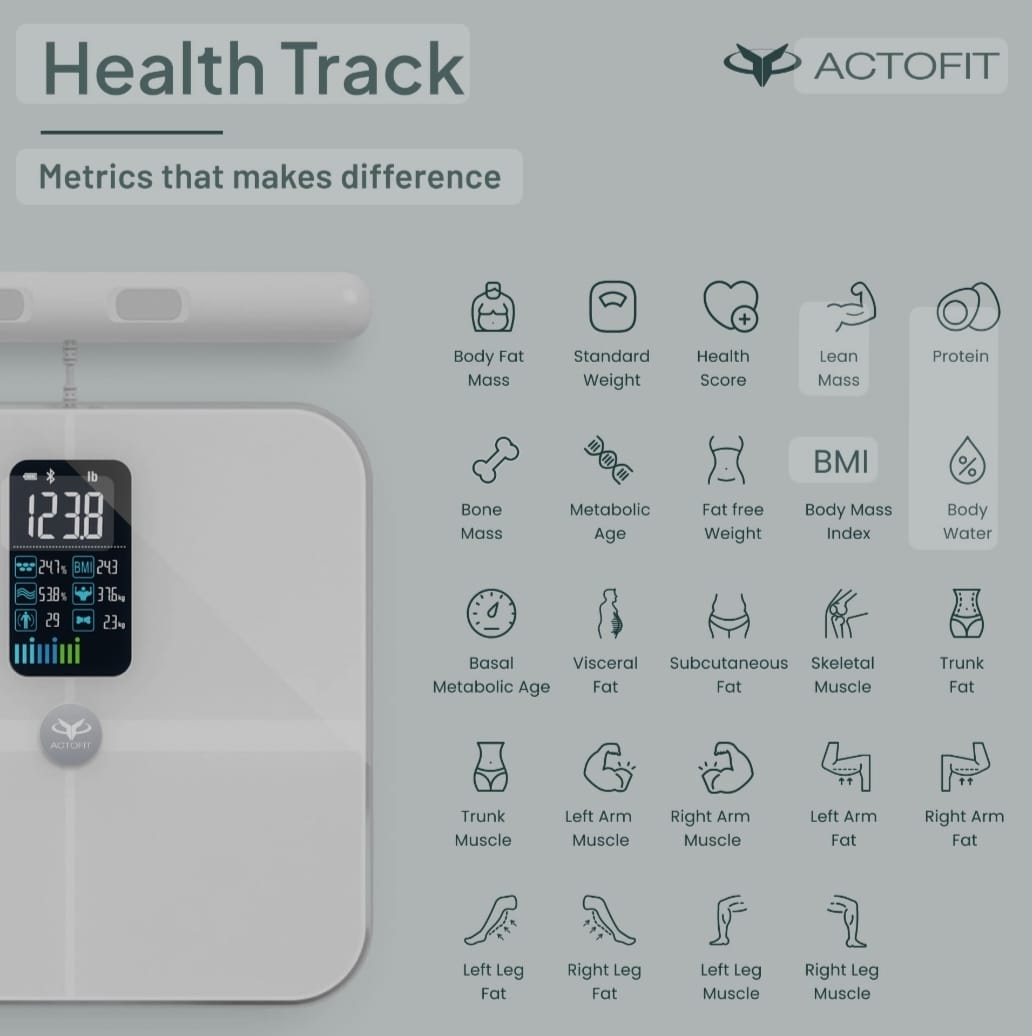 Health Track
ACTOFIT
Metrics that makes difference
Body Fat Mass
Standard Weight
Health Score
Lean Mass
Protein
lb
123.8
24.7%
BMI 24.3
53.8%
37.6kg
29
2.3kg
Bone Mass
Metabolic Age
Fat free Weight
BMI
Body Mass Index
%
Body Water
Basal Metabolic Age
Visceral Fat
Subcutaneous Fat
Skeletal Muscle
Trunk Fat
ACTOFIT
Trunk Muscle
Left Arm Muscle
Right Arm Muscle
Left Arm Fat
Right Arm Fat
Left Leg Fat
Right Leg Fat
Left Leg Muscle
Right Leg Muscle